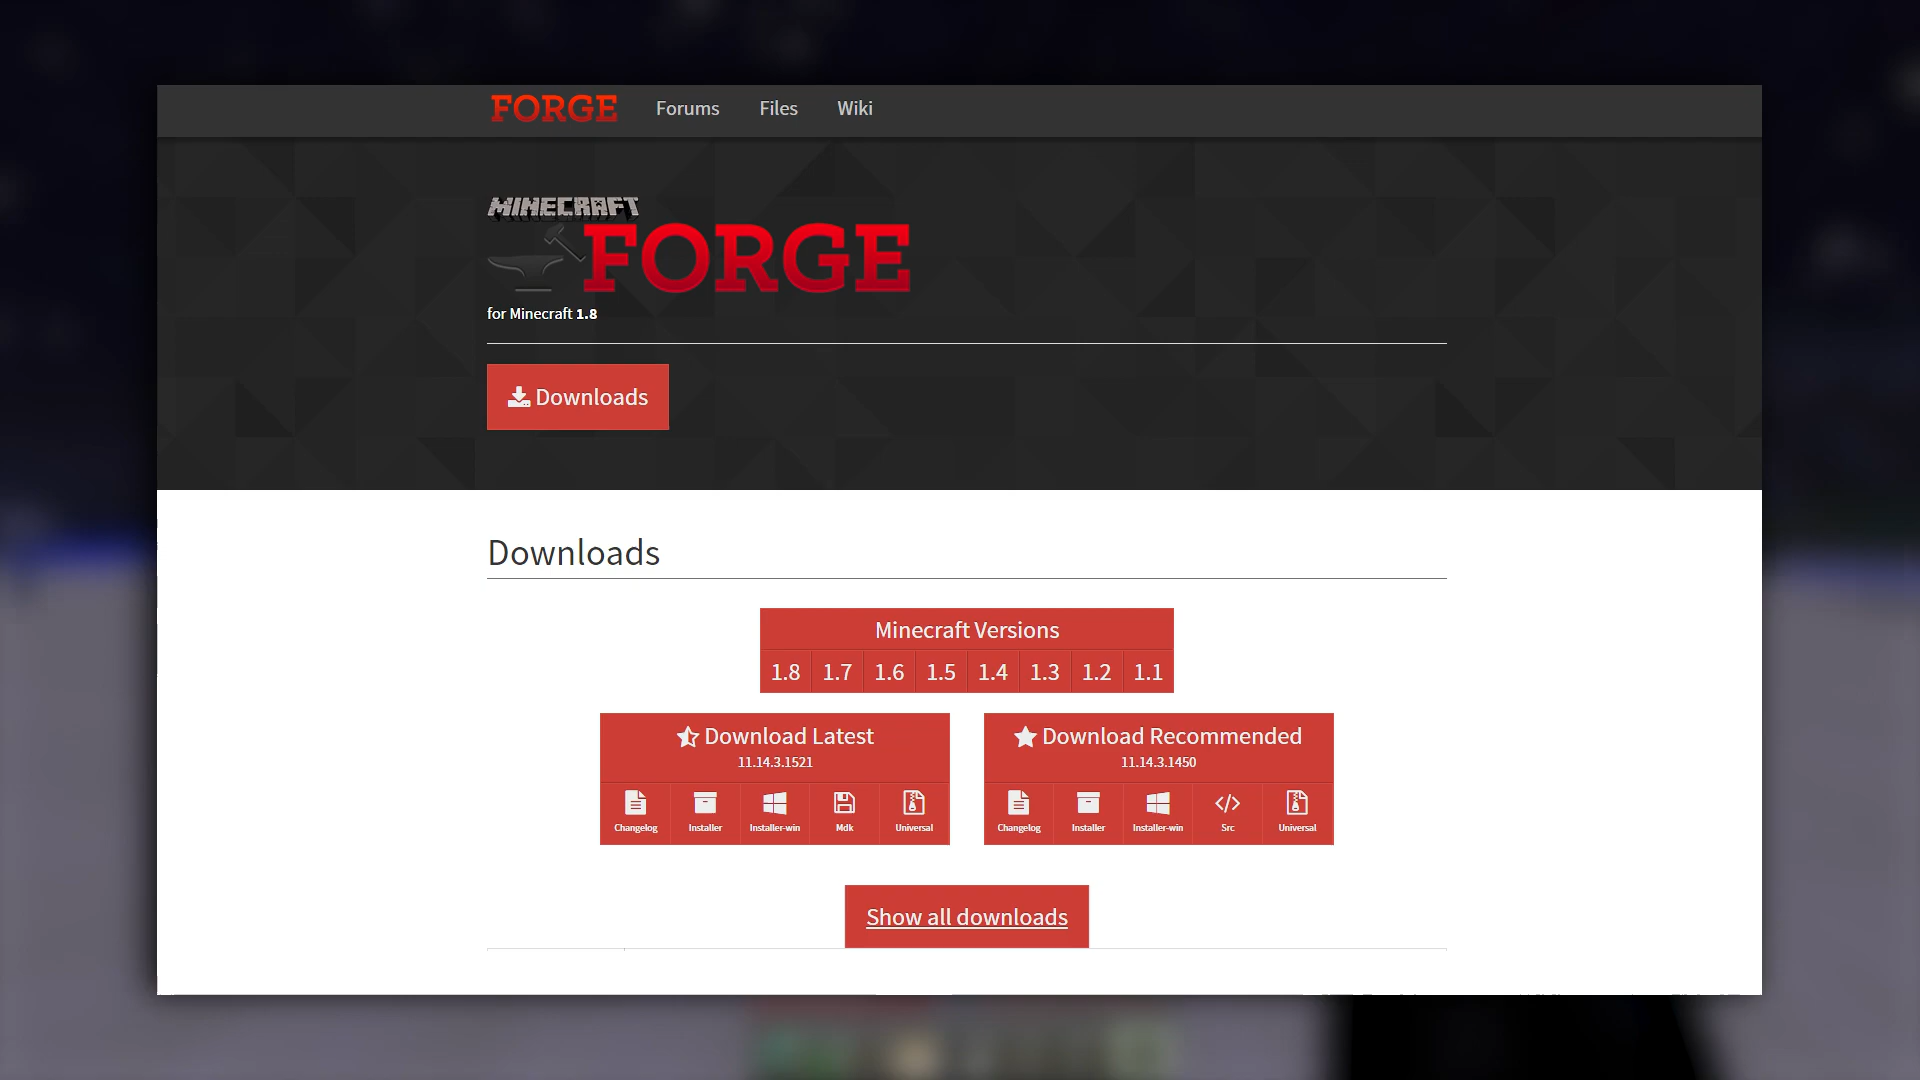 FORGE Forums Files Wiki
MINECRAFT
FORGE
for Minecraft 1.8
Downloads
Downloads
Minecraft Versions
1.8 1.7 1.6 1.5 1.4 1.3 1.2 1.1
Download Latest
11.14.3.1521
Changelog Installer Installer-win Mdk Universal
Download Recommended
11.14.3.1450
Changelog Installer Installer-win Src Universal
Show all downloads